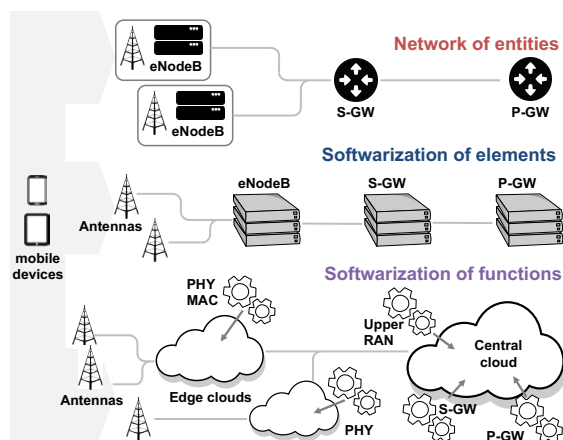 Network of entities
eNodeB
eNodeB
S-GW
P-GW
Softwarization of elements
eNodeB
S-GW
P-GW
Antennas
mobile
devices
Softwarization of functions
PHY
MAC
Upper
RAN
Central
cloud
Antennas
Edge clouds
S-GW
PHY
P-GW